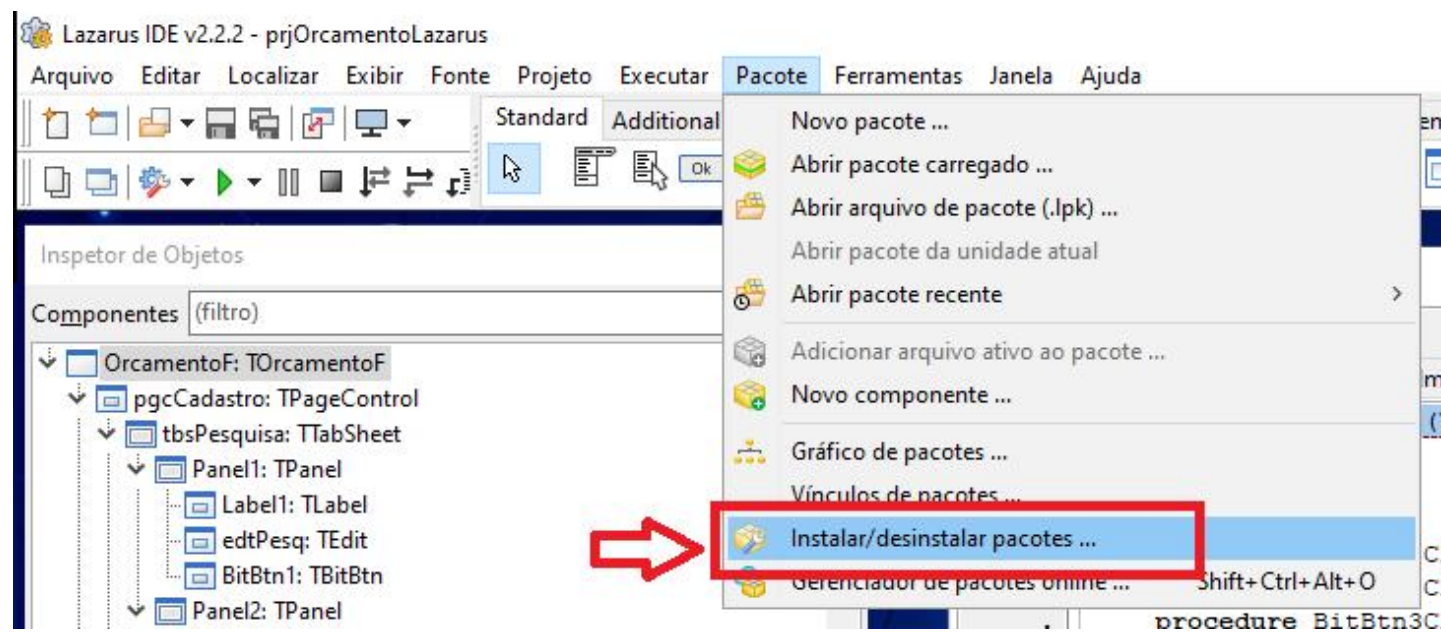 Lazarus IDE v2.2.2 - prjOrcamentoLazarus
Arquivo Editar Localizar Exibir Fonte Projeto Executar Pacote Ferramentas Janela Ajuda
Standard Additional
Ok
Novo pacote ...
Abrir pacote carregado ...
Abrir arquivo de pacote (.lpk) ...
Abrir pacote da unidade atual
Abrir pacote recente
Adicionar arquivo ativo ao pacote ...
Novo componente ...
Gráfico de pacotes ...
Vínculos de pacotes ...
Instalar/desinstalar pacotes ...
Gerenciador de pacotes online ... Shift+Ctrl+Alt+O
Inspetor de Objetos
Componentes (filtro)
OrcamentoF: TOrcamentoF
pgcCadastro: TPageControl
tbsPesquisa: TTabSheet
Panel1: TPanel
Label1: TLabel
edtPesq: TEdit
BitBtn1: TBitBtn
Panel2: TPanel
procedure BitBtn3C